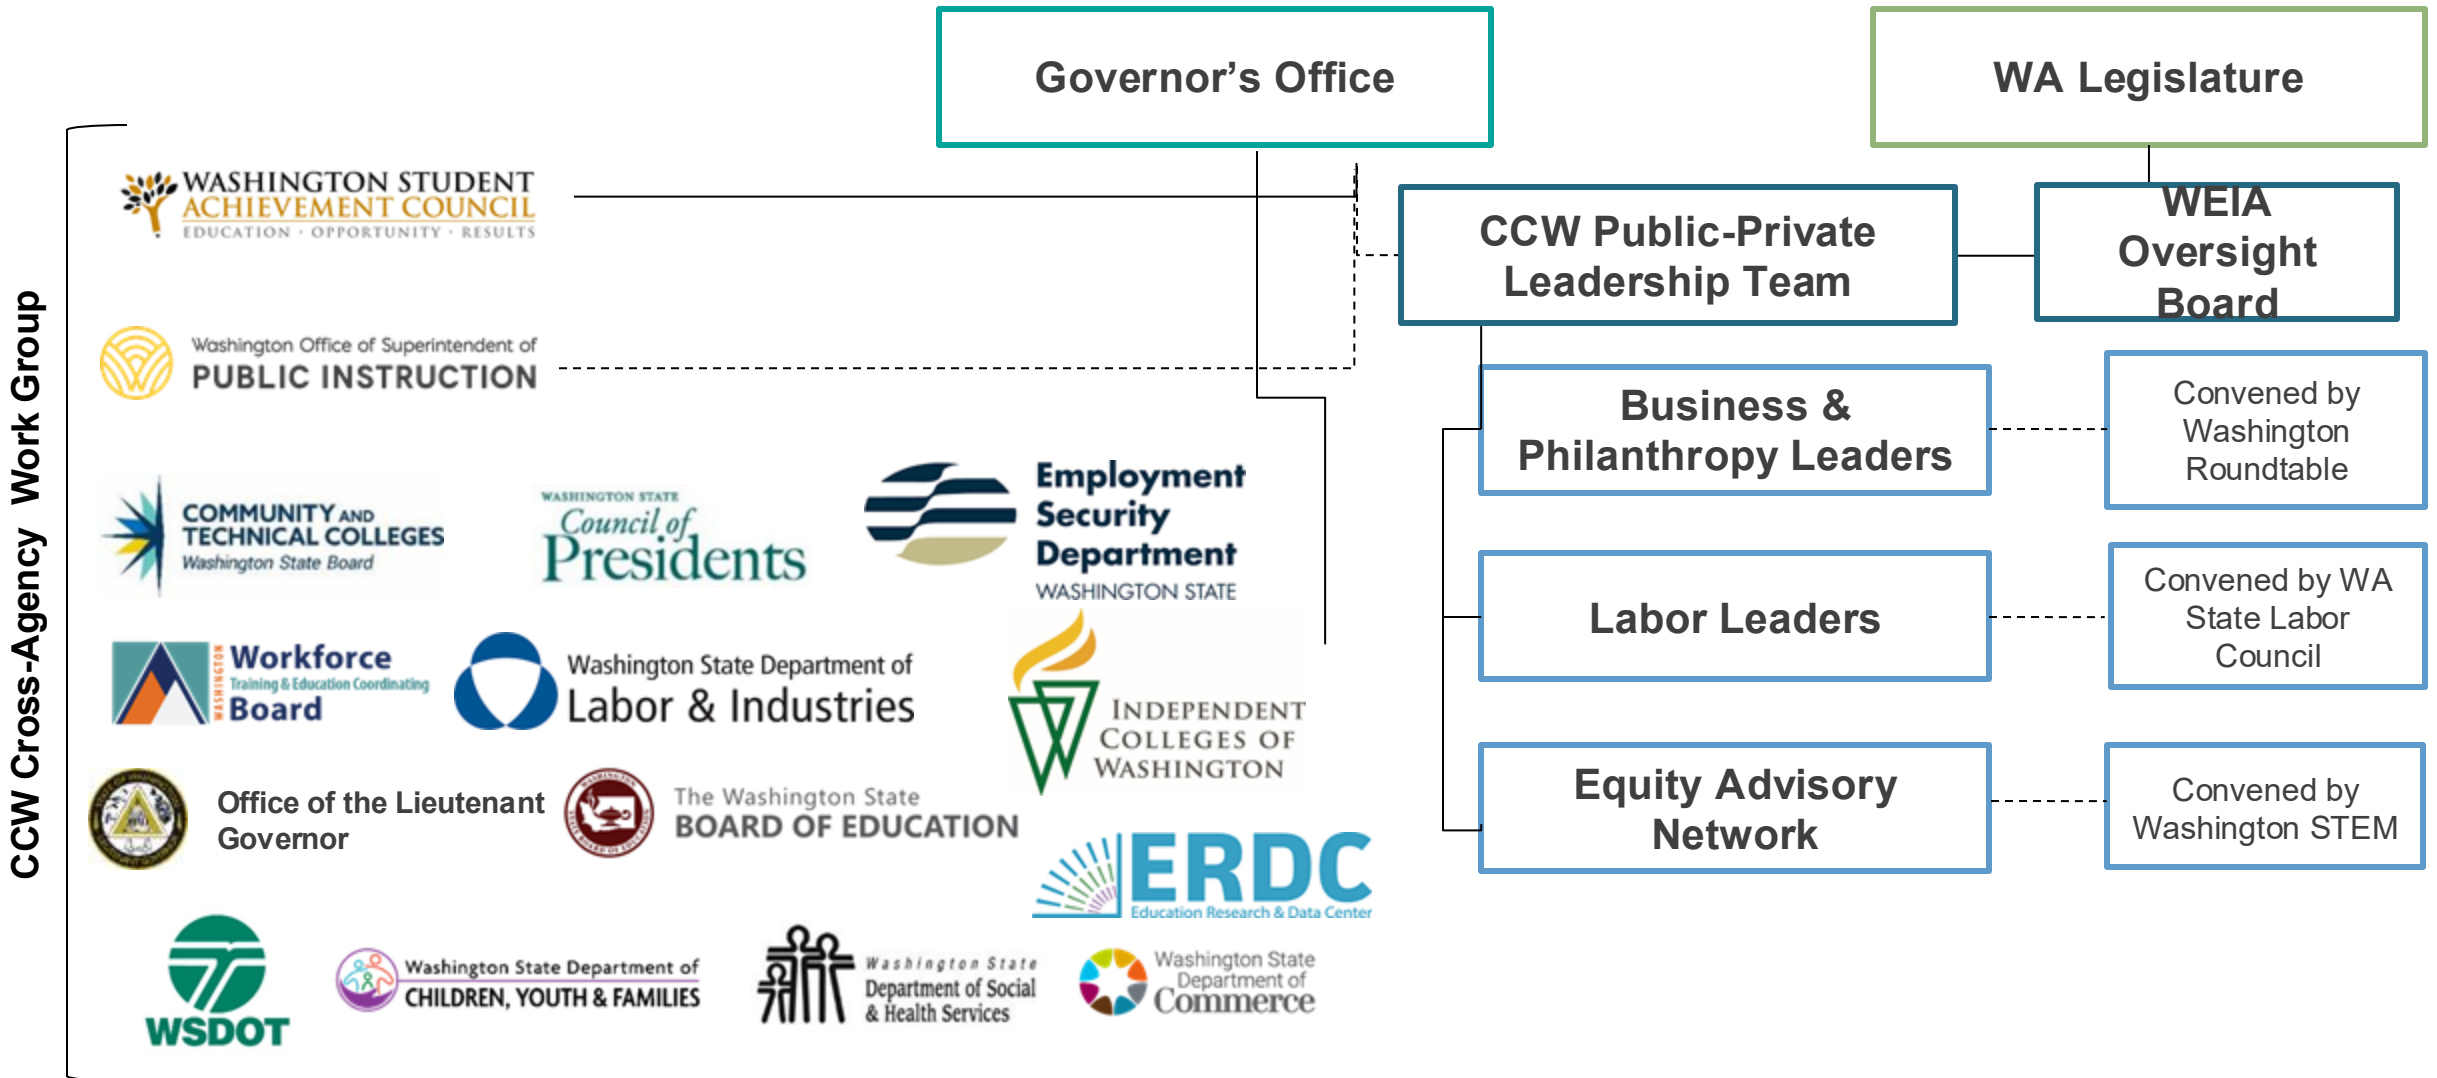 Governor’s Office
WA Legislature
CCW Cross-Agency Work Group
WASHINGTON STUDENT
ACHIEVEMENT COUNCIL
EDUCATION · OPPORTUNITY · RESULTS
CCW Public-Private
Leadership Team
WEIA
Oversight
Board
Washington Office of Superintendent of
PUBLIC INSTRUCTION
Business &
Philanthropy Leaders
Convened by
Washington
Roundtable
COMMUNITY AND
TECHNICAL COLLEGES
Washington State Board
WASHINGTON STATE
Council of
Presidents
Employment
Security
Department
WASHINGTON STATE
Labor Leaders
Convened by WA
State Labor
Council
WASHINGTON
Workforce
Training & Education Coordinating
Board
Washington State Department of
Labor & Industries
INDEPENDENT
COLLEGES OF
WASHINGTON
Office of the Lieutenant
Governor
The Washington State
BOARD OF EDUCATION
Equity Advisory
Network
Convened by
Washington STEM
ERDC
Education Research & Data Center
WSDOT
Washington State Department of
CHILDREN, YOUTH & FAMILIES
Washington State
Department of Social
& Health Services
Washington State
Department of
Commerce